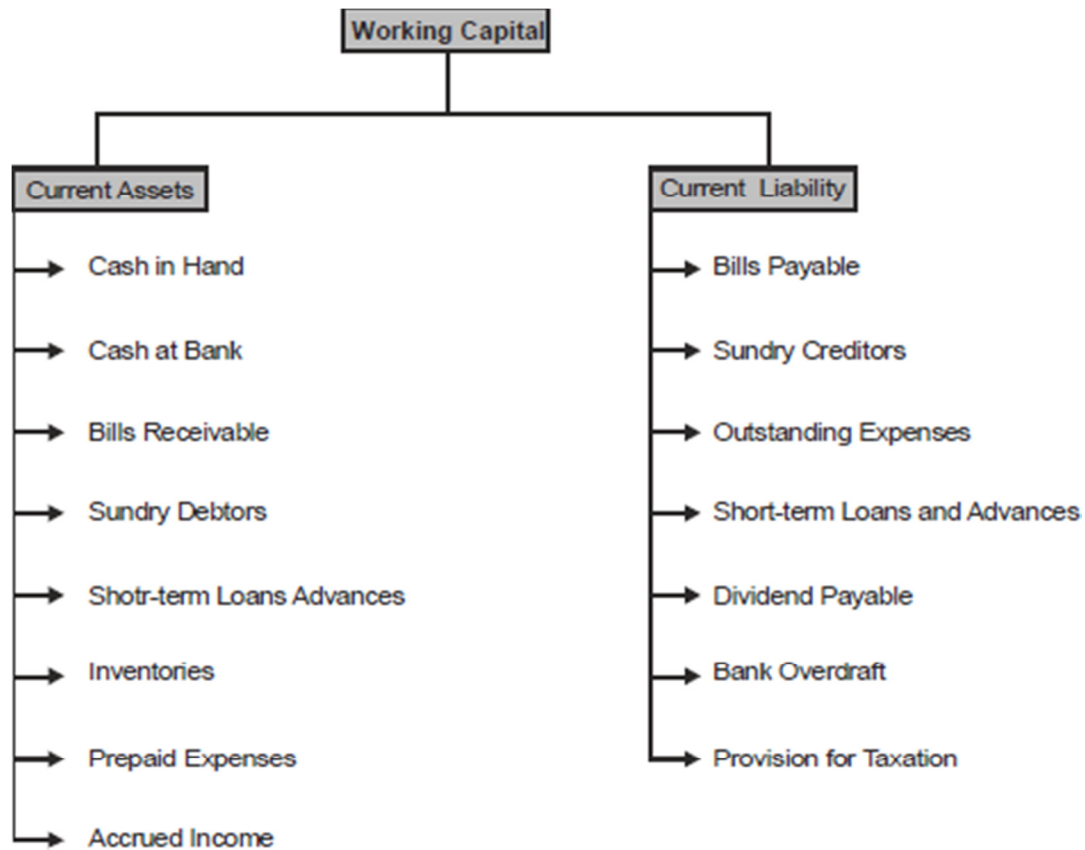 Working Capital
Current Assets
Cash in Hand
Cash at Bank
Bills Receivable
Sundry Debtors
Shotr-term Loans Advances
Inventories
Prepaid Expenses
Accrued Income
Current Liability
Bills Payable
Sundry Creditors
Outstanding Expenses
Short-term Loans and Advances
Dividend Payable
Bank Overdraft
Provision for Taxation